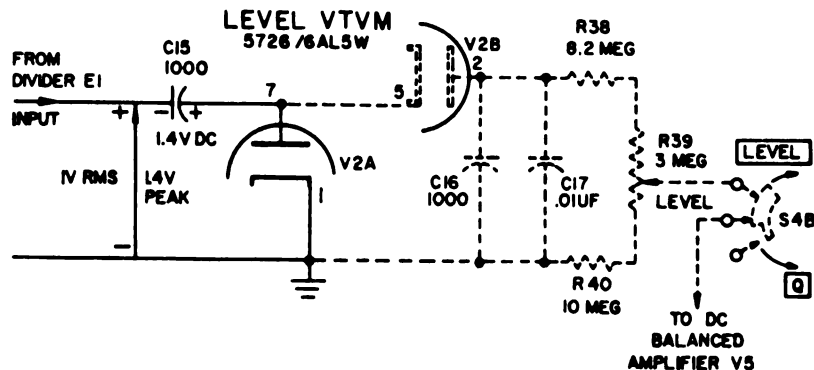 LEVEL VTVM
5726/6AL5W
FROM
DIVIDER E1
INPUT
C15
1000
+
-
+
1.4V DC
7
V2A
1
1V RMS
1.4V
PEAK
-
5
V2B
2
C16
1000
C17
.01UF
R38
8.2 MEG
R39
3 MEG
LEVEL
R40
10 MEG
LEVEL
S4B
Q
TO DC
BALANCED
AMPLIFIER V5